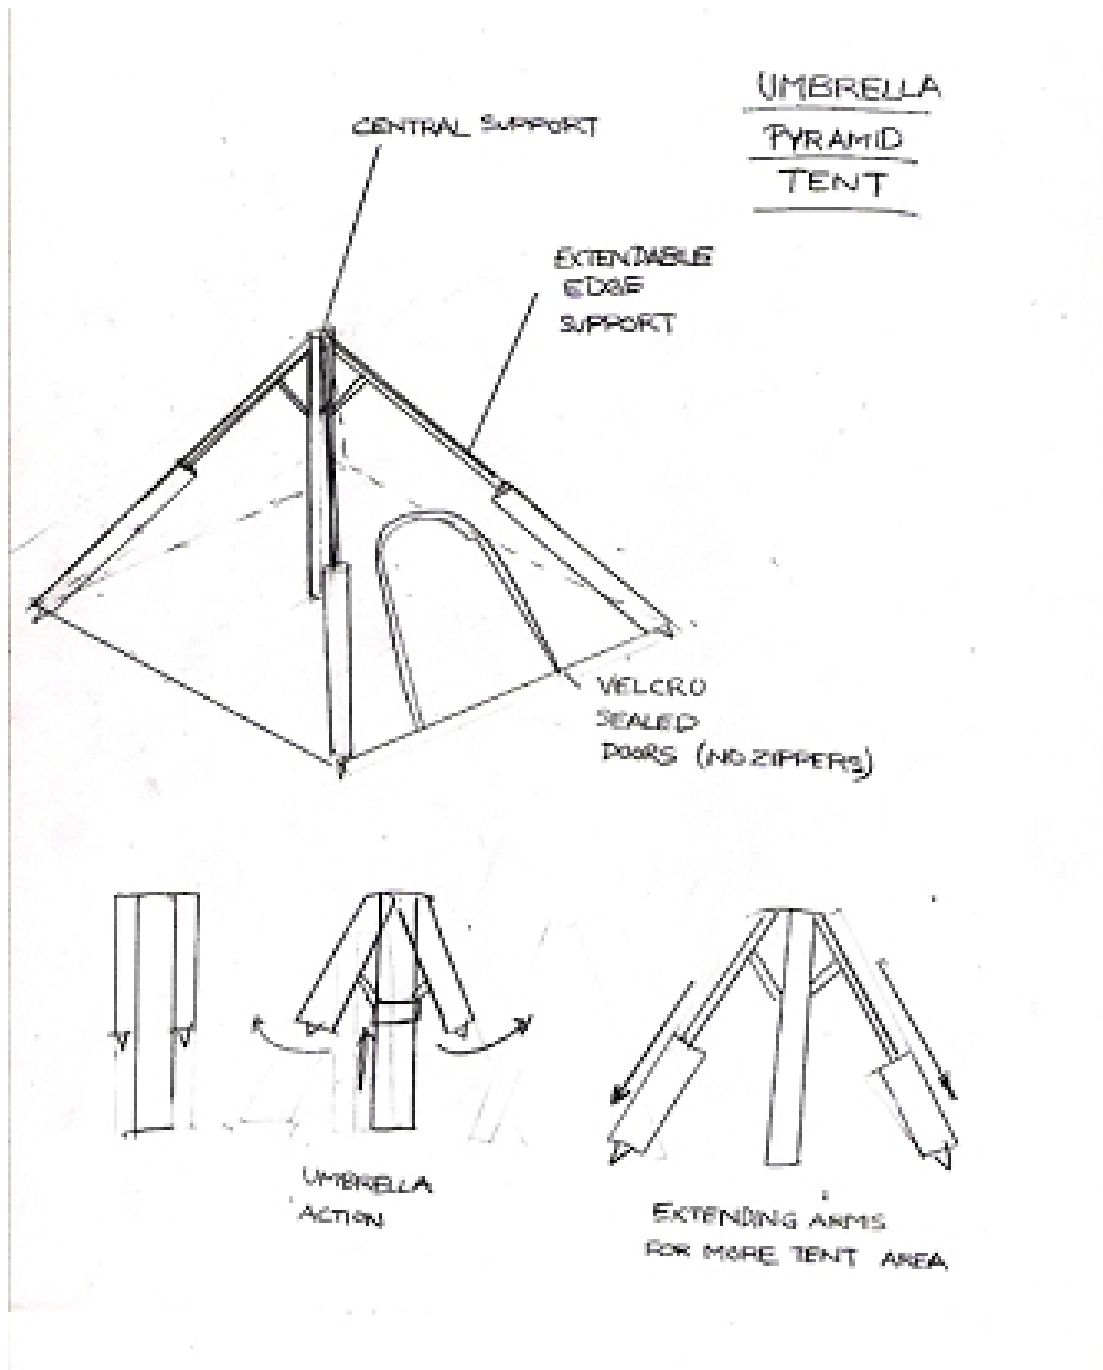 UMBRELLA
PYRAMID
TENT
CENTRAL SUPPORT
EXTENDABLE
EDGE
SUPPORT
VELCRO
SEALED
DOORS (NO ZIPPERS)
UMBRELLA
ACTION
EXTENDING ARMS
FOR MORE TENT AREA